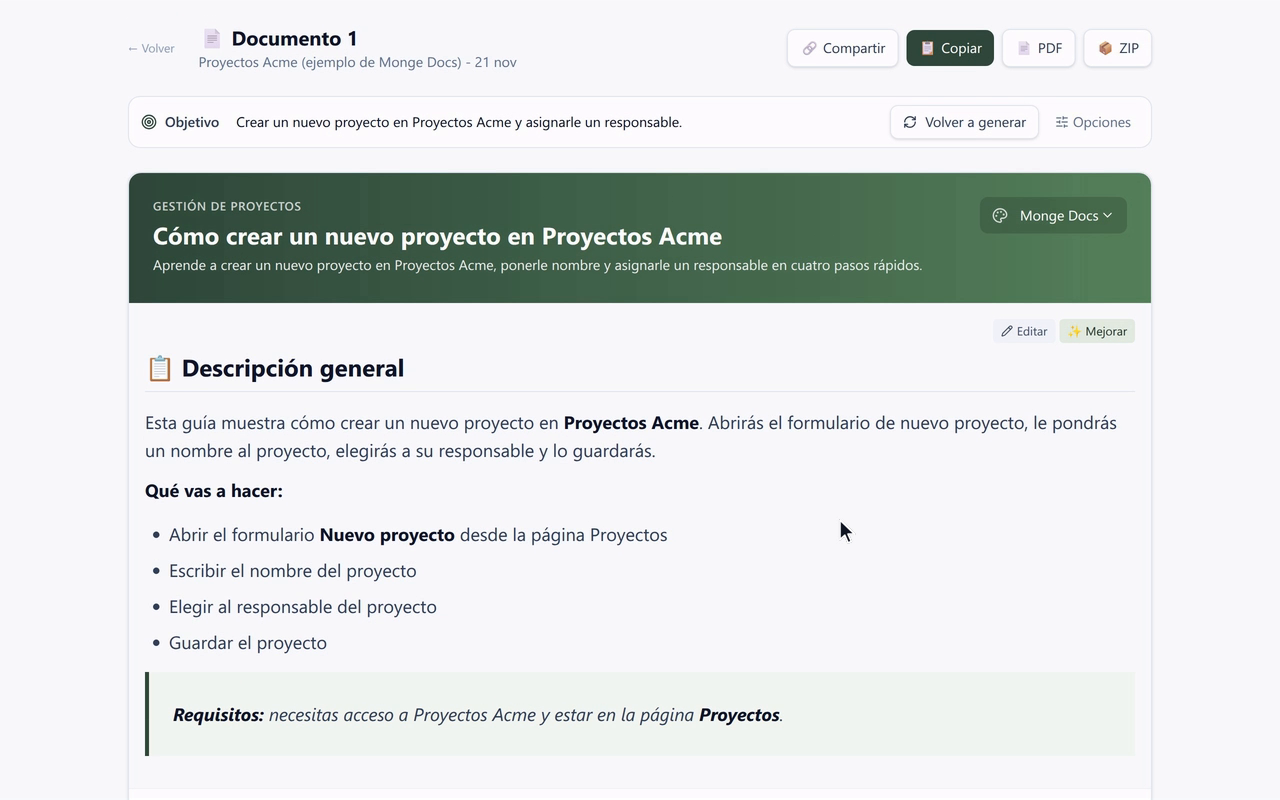 ← Volver
Documento 1
Proyectos Acme (ejemplo de Monge Docs) - 21 nov
Compartir
Copiar
PDF
ZIP
Objetivo
Crear un nuevo proyecto en Proyectos Acme y asignarle un responsable.
Volver a generar
Opciones
GESTIÓN DE PROYECTOS
Cómo crear un nuevo proyecto en Proyectos Acme
Aprende a crear un nuevo proyecto en Proyectos Acme, ponerle nombre y asignarle un responsable en cuatro pasos rápidos.
Monge Docs
Editar
Mejorar
Descripción general
Esta guía muestra cómo crear un nuevo proyecto en Proyectos Acme. Abrirás el formulario de nuevo proyecto, le pondrás
un nombre al proyecto, elegirás a su responsable y lo guardarás.
Qué vas a hacer:
• Abrir el formulario Nuevo proyecto desde la página Proyectos
• Escribir el nombre del proyecto
• Elegir al responsable del proyecto
• Guardar el proyecto
Requisitos: necesitas acceso a Proyectos Acme y estar en la página Proyectos.